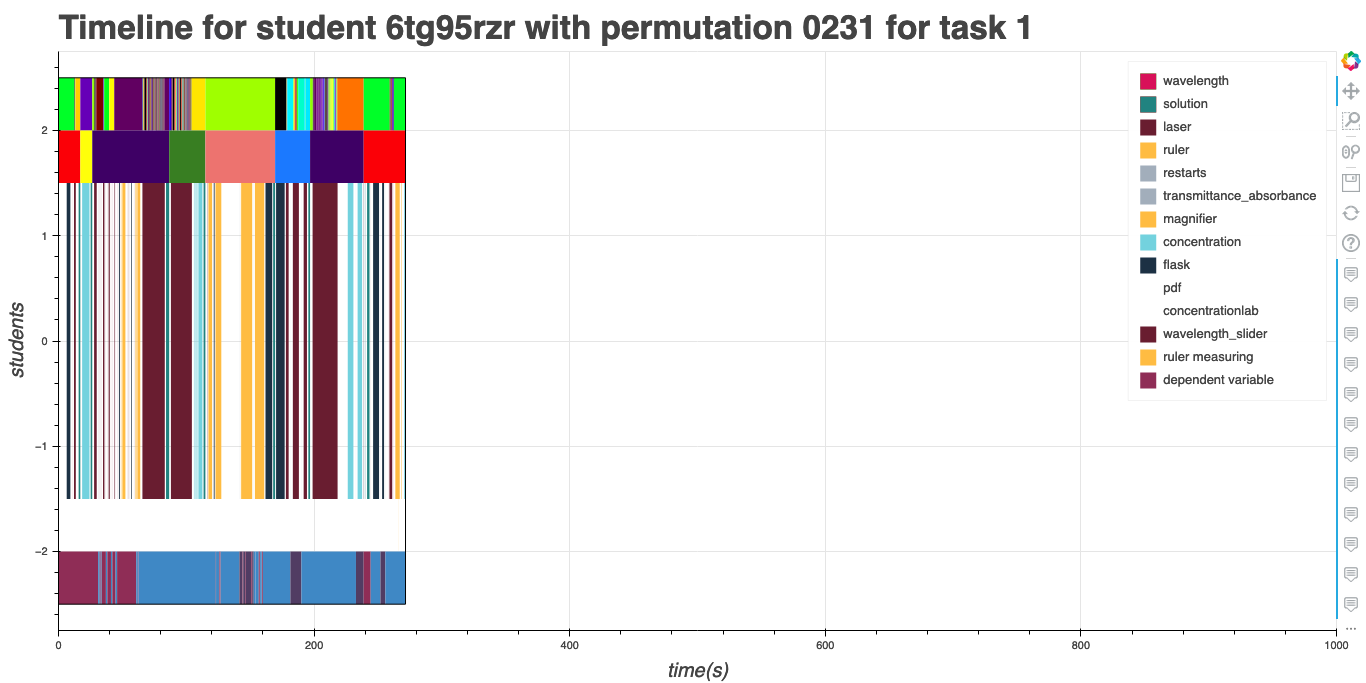 Timeline for student 6tg95rzr with permutation 0231 for task 1
wavelength
solution
laser
ruler
restarts
transmittance_absorbance
magnifier
concentration
flask
pdf
concentrationlab
wavelength_slider
ruler measuring
dependent variable
students
2
1
0
−1
−2
0
200
400
600
800
1000
time(s)